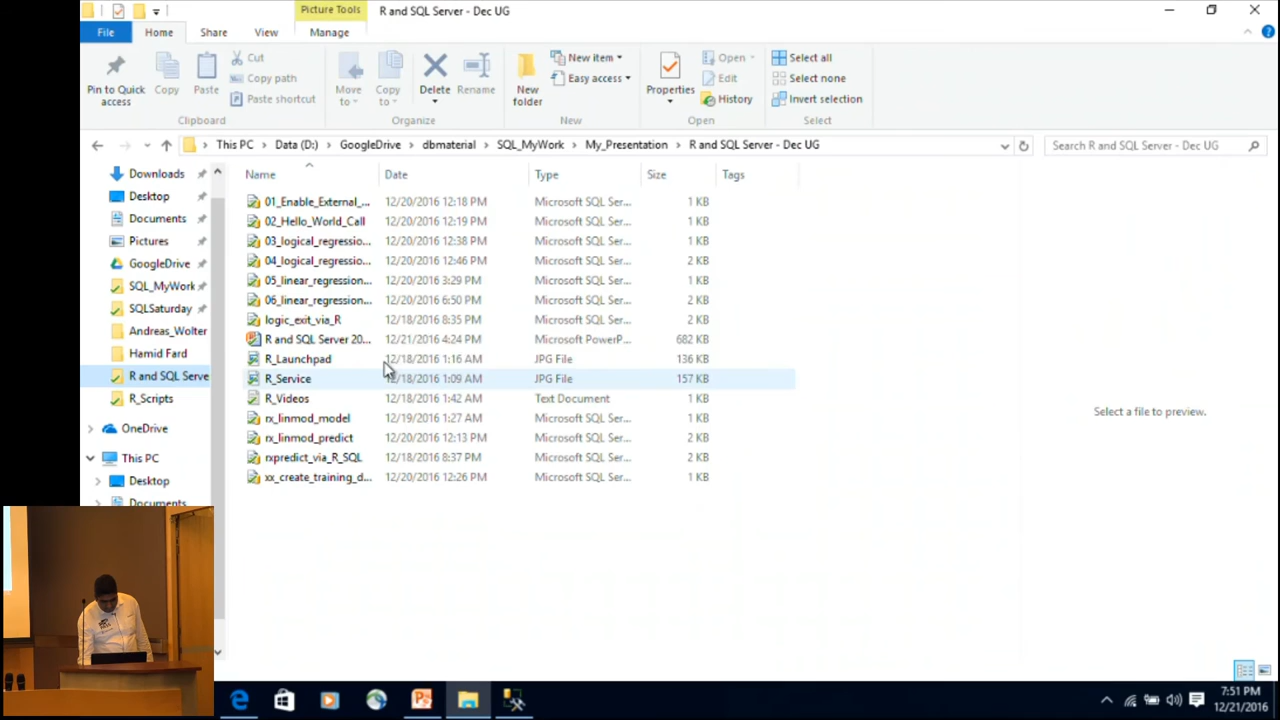 Picture Tools
R and SQL Server - Dec UG
File
Home
Share
View
Manage
Pin to Quick access
Copy
Paste
Cut
Copy path
Paste shortcut
Clipboard
Move to
Copy to
Delete
Rename
Organize
New folder
New item
Easy access
New
Properties
Open
Edit
History
Open
Select all
Select none
Invert selection
Select
This PC > Data (D:) > GoogleDrive > dbmaterial > SQL_MyWork > My_Presentation > R and SQL Server - Dec UG
Search R and SQL Server - Dec UG
Downloads
Desktop
Documents
Pictures
GoogleDrive
SQL_MyWork
SQLSaturday
Andreas_Wolter
Hamid Fard
R and SQL Serve
R_Scripts
OneDrive
This PC
Desktop
Documents
Name Date Type Size Tags
01_Enable_External_... 12/20/2016 12:18 PM Microsoft SQL Ser... 1 KB
02_Hello_World_Call 12/20/2016 12:19 PM Microsoft SQL Ser... 1 KB
03_logical_regressio... 12/20/2016 12:38 PM Microsoft SQL Ser... 1 KB
04_logical_regressio... 12/20/2016 12:46 PM Microsoft SQL Ser... 2 KB
05_linear_regression... 12/20/2016 3:29 PM Microsoft SQL Ser... 1 KB
06_linear_regression... 12/20/2016 6:50 PM Microsoft SQL Ser... 2 KB
logic_exit_via_R 12/18/2016 8:35 PM Microsoft SQL Ser... 2 KB
R and SQL Server 20... 12/21/2016 4:24 PM Microsoft PowerP... 682 KB
R_Launchpad 12/18/2016 1:16 AM JPG File 136 KB
R_Service 12/18/2016 1:09 AM JPG File 157 KB
R_Videos 12/18/2016 1:42 AM Text Document 1 KB
rx_linmod_model 12/19/2016 1:27 AM Microsoft SQL Ser... 1 KB
rx_linmod_predict 12/20/2016 12:13 PM Microsoft SQL Ser... 2 KB
rxpredict_via_R_SQL 12/18/2016 8:37 PM Microsoft SQL Ser... 2 KB
xx_create_training_d... 12/20/2016 12:26 PM Microsoft SQL Ser... 1 KB
Select a file to preview.
7:51 PM
12/21/2016